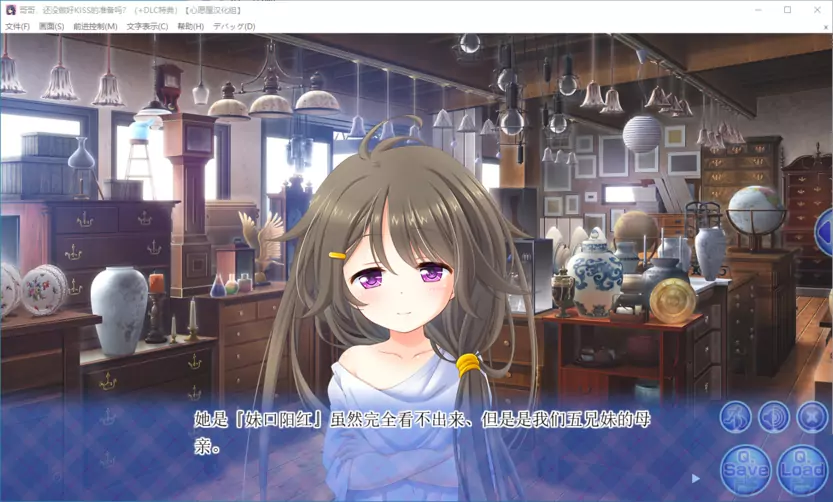 哥哥，还没做好KISS的准备吗？（+DLC特典）【心愿屋汉化组】
文件(F) 画面(S) 前进控制(M) 文字表示(C) 帮助(H) デバッグ(D)
她是『妹口阳红』虽然完全看不出来、但是是我们五兄妹的母
亲。
Q. Save Q. Load